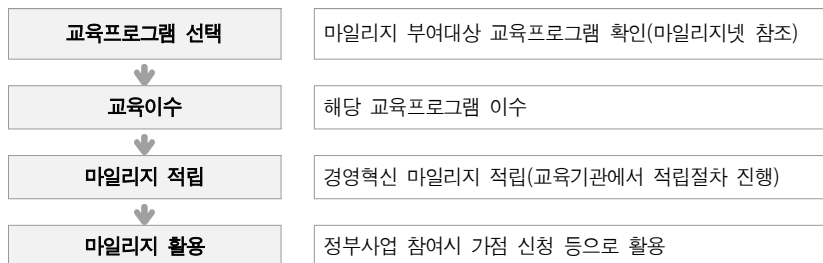 교육프로그램 선택
마일리지 부여대상 교육프로그램 확인(마일리지넷 참조)
교육이수
해당 교육프로그램 이수
마일리지 적립
경영혁신 마일리지 적립(교육기관에서 적립절차 진행)
마일리지 활용
정부사업 참여시 가점 신청 등으로 활용